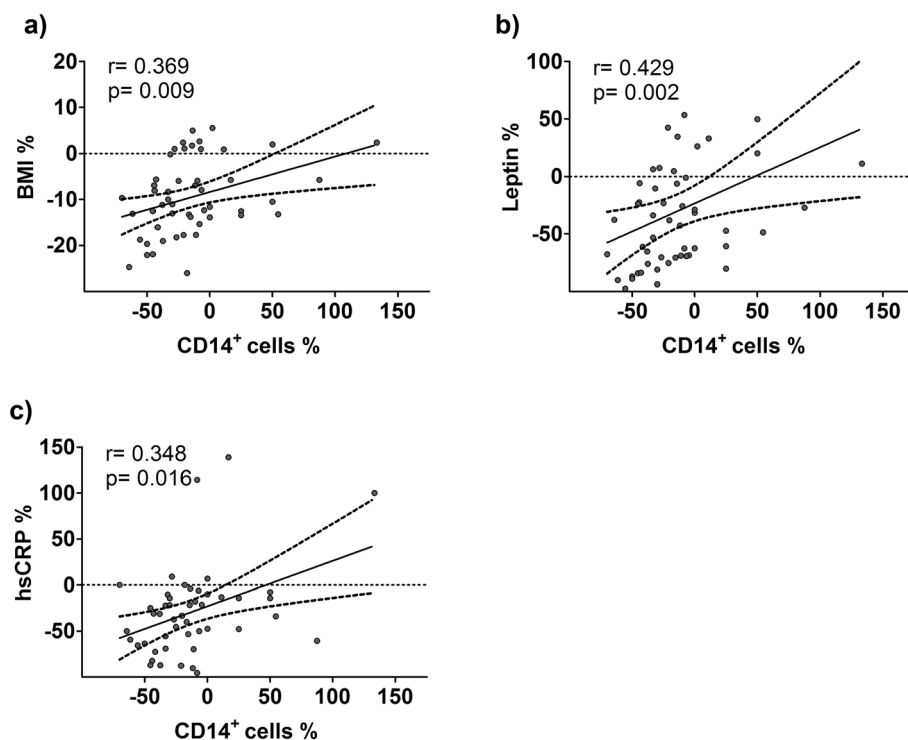 a)
r= 0.369
p= 0.009
20
10
0
-10
-20
BMI %
-50 0 50 100 150
CD14⁺ cells %
b)
r= 0.429
p= 0.002
100
50
0
-50
Leptin %
-50 0 50 100 150
CD14⁺ cells %
c)
r= 0.348
p= 0.016
150
100
50
0
-50
hsCRP %
-50 0 50 100 150
CD14⁺ cells %